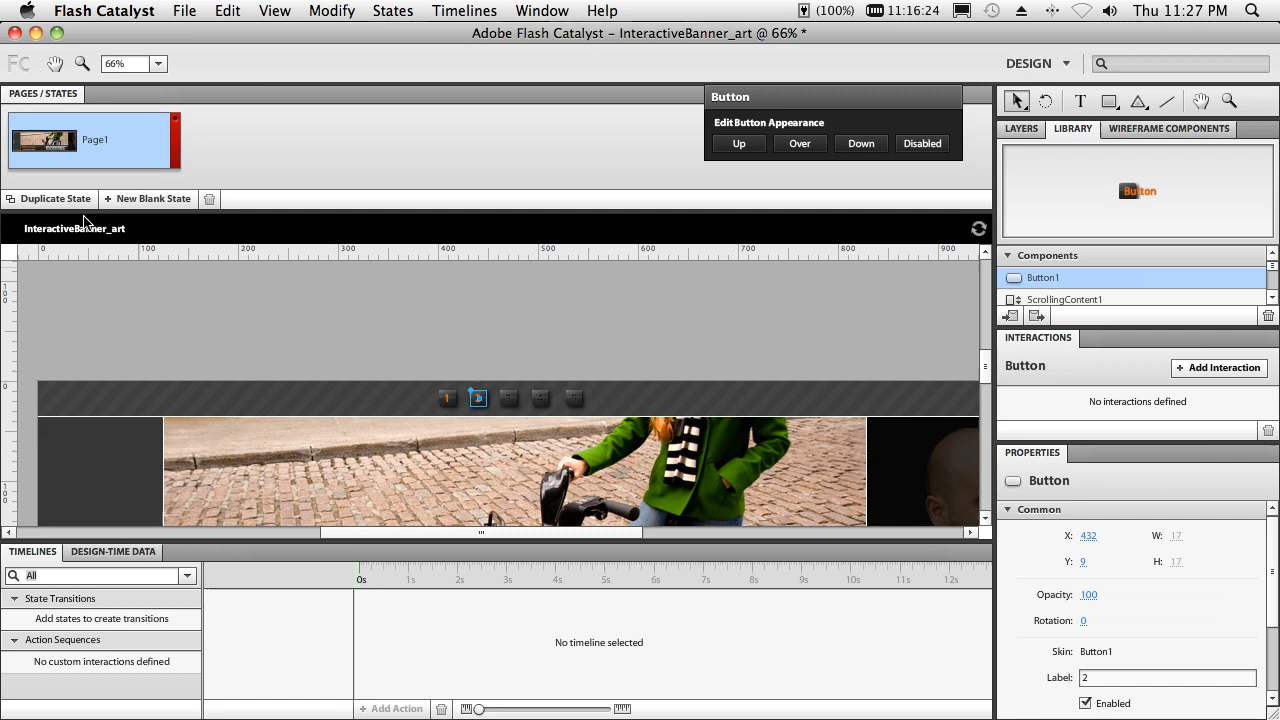 Flash Catalyst File Edit View Modify States Timelines Window Help (100%) 11:16:24 Thu 11:27 PM
Adobe Flash Catalyst – InteractiveBanner_art @ 66% *
FC 66% DESIGN
PAGES / STATES
Button
Edit Button Appearance
Up Over Down Disabled
Page1
Duplicate State + New Blank State
InteractiveBanner_art
0 100 200 300 400 500 600 700 800 900
100
0
100
1
TIMELINES DESIGN-TIME DATA
All
0s 1s 2s 3s 4s 5s 6s 7s 8s 9s 10s 11s 12s
State Transitions
Add states to create transitions
Action Sequences
No custom interactions defined
No timeline selected
+ Add Action
T
LAYERS LIBRARY WIREFRAME COMPONENTS
Button
Components
Button1
ScrollingContent1
INTERACTIONS
Button + Add Interaction
No interactions defined
PROPERTIES
Button
Common
X: 432 W: 17
Y: 9 H: 17
Opacity: 100
Rotation: 0
Skin: Button1
Label: 2
Enabled